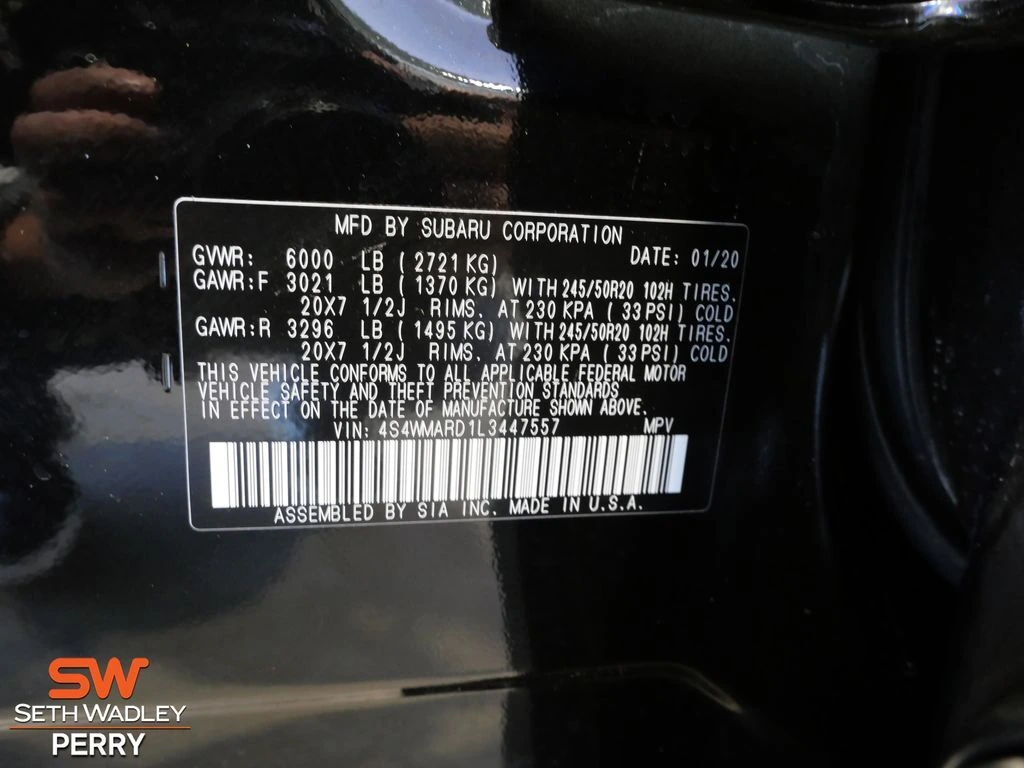 MFD BY SUBARU CORPORATION
GVWR: 6000 LB ( 2721 KG) DATE: 01/20
GAWR:F 3021 LB ( 1370 KG) WITH 245/50R20 102H TIRES.
20X7 1/2J RIMS. AT 230 KPA ( 33 PSI) COLD
GAWR:R 3296 LB ( 1495 KG) WITH 245/50R20 102H TIRES.
20X7 1/2J RIMS. AT 230 KPA ( 33 PSI) COLD
THIS VEHICLE CONFORMS TO ALL APPLICABLE FEDERAL MOTOR
VEHICLE SAFETY AND THEFT PREVENTION STANDARDS
IN EFFECT ON THE DATE OF MANUFACTURE SHOWN ABOVE.
VIN: 4S4WMARD1L3447557 MPV
ASSEMBLED BY SIA INC. MADE IN U.S.A.
SW
SETH WADLEY
PERRY